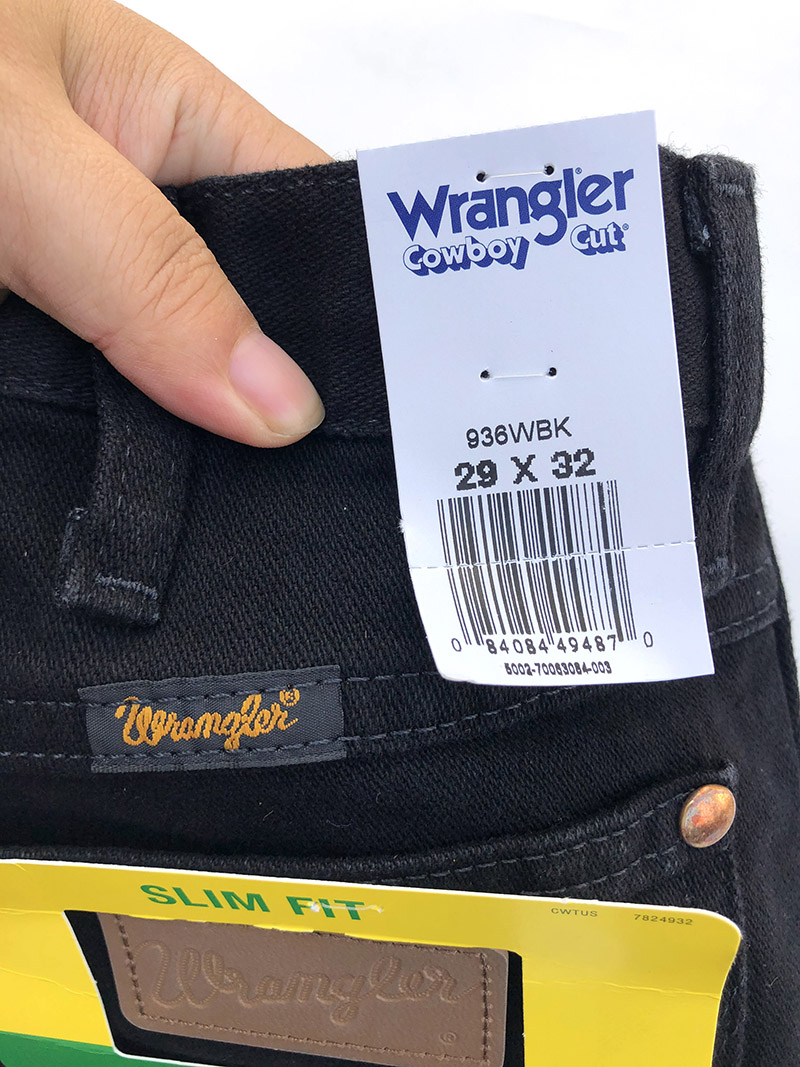 Wrangler®
Cowboy Cut®
936WBK
29 X 32
0 84084 49487 0
5002-70063084-003
Wrangler®
SLIM FIT
CWTUS 7824932
Wrangler
®